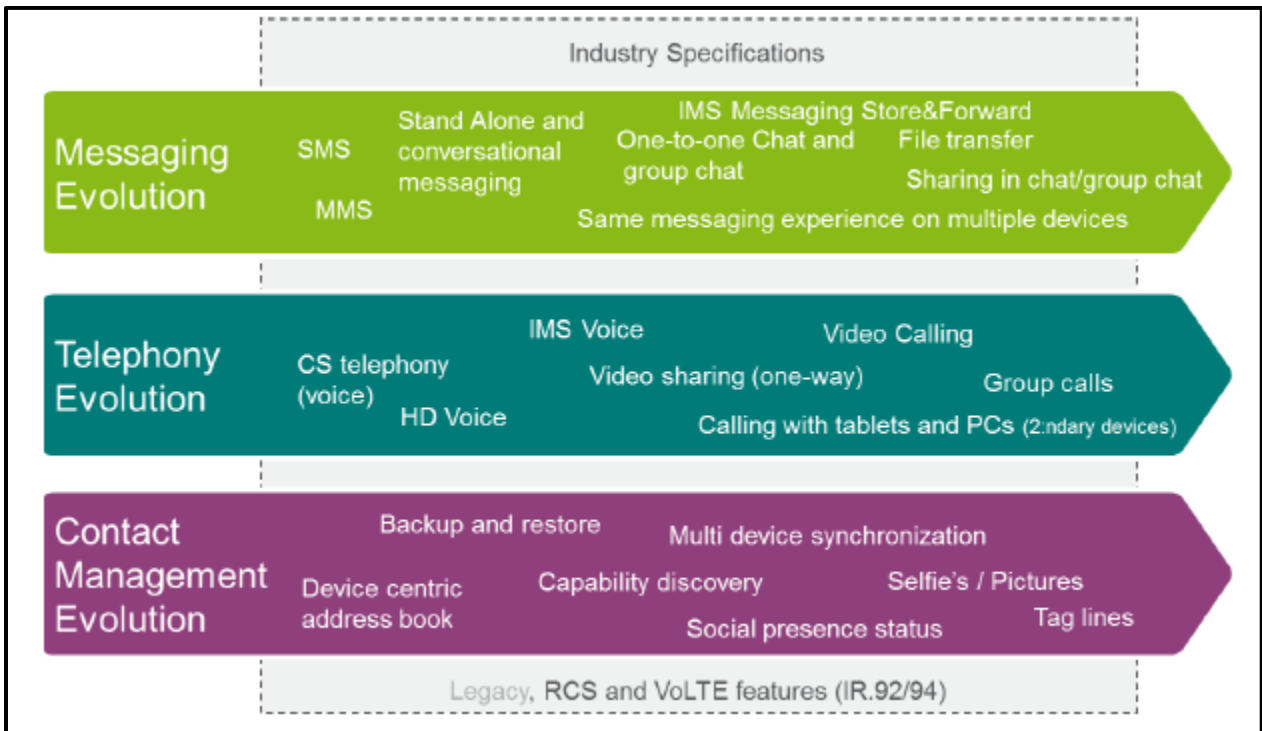 Industry Specifications
Messaging
Evolution
SMS
MMS
Stand Alone and
conversational
messaging
IMS Messaging Store&Forward
One-to-one Chat and
group chat
File transfer
Sharing in chat/group chat
Same messaging experience on multiple devices
Telephony
Evolution
CS telephony
(voice)
HD Voice
IMS Voice
Video sharing (one-way)
Video Calling
Group calls
Calling with tablets and PCs (2:ndary devices)
Contact
Management
Evolution
Backup and restore
Device centric
address book
Multi device synchronization
Capability discovery
Selfie's / Pictures
Social presence status
Tag lines
Legacy, RCS and VoLTE features (IR.92/94)